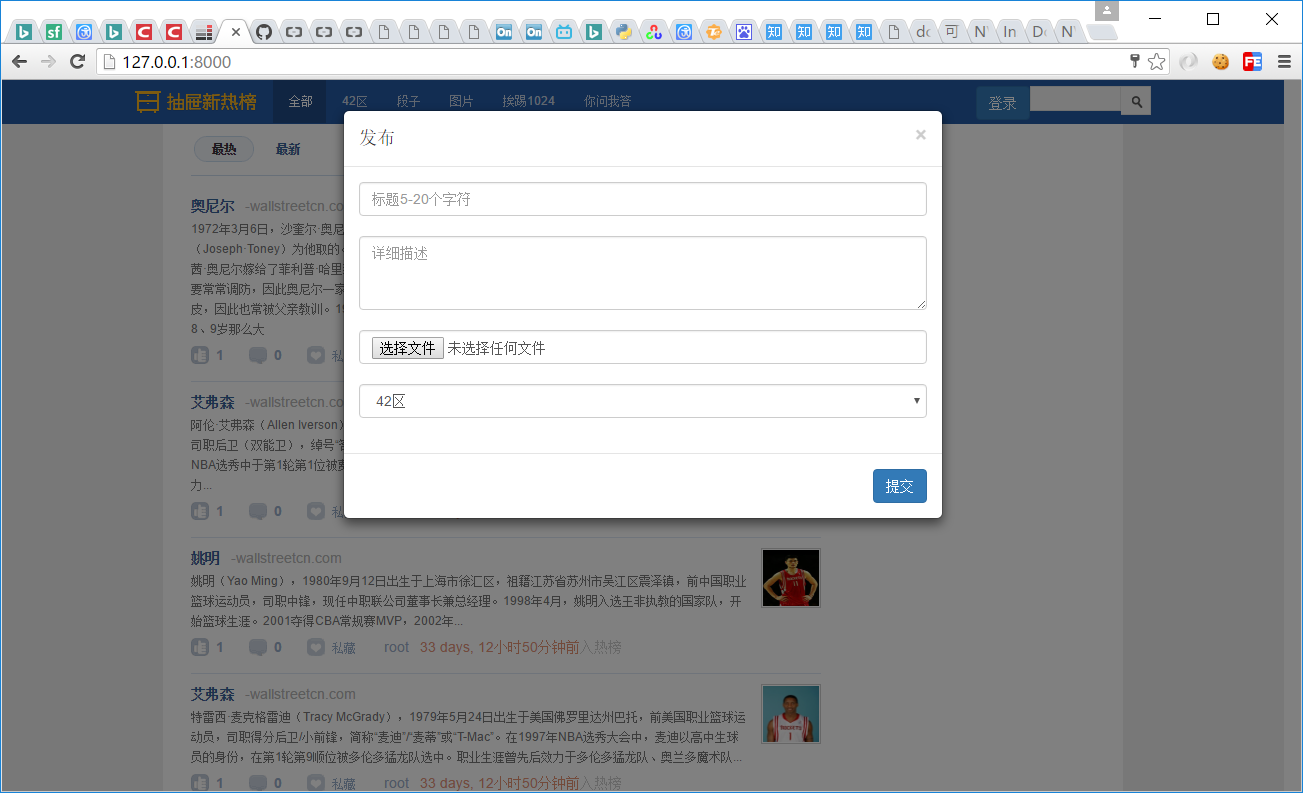 127.0.0.1:8000
抽屉新热榜 全部 42区 段子 图片 挨踢1024 你问我答 登录
发布 ×
最热 最新
标题5-20个字符
详细描述
选择文件 未选择任何文件
42区
提交
奥尼尔 -wallstreetcn.co
1972年3月6日，沙奎尔·奥尼
（Joseph·Toney）为他取的
茜·奥尼尔嫁给了菲利普·哈里
要常常调防，因此奥尼尔一家
皮，因此也常被父亲教训。
8、9岁那么大
1 0 私
艾弗森 -wallstreetcn.co
阿伦·艾弗森（Allen Iverson）
司职后卫（双能卫），绰号“答
NBA选秀中于第1轮第1位被费
力...
1 0 私
姚明 -wallstreetcn.com
姚明（Yao Ming），1980年9月12日出生于上海市徐汇区，祖籍江苏省苏州市吴江区震泽镇，前中国职业
篮球运动员，司职中锋，现任中职联公司董事长兼总经理。1998年4月，姚明入选王非执教的国家队，开
始篮球生涯。2001夺得CBA常规赛MVP，2002年...
1 0 私藏 root 33 days, 12小时50分钟前入热榜
艾弗森 -wallstreetcn.com
特雷西·麦克格雷迪（Tracy McGrady），1979年5月24日出生于美国佛罗里达州巴托，前美国职业篮球运
动员，司职得分后卫/小前锋，简称“麦迪”/“麦蒂”或“T-Mac”。在1997年NBA选秀大会中，麦迪以高中生球
员的身份，在第1轮第9顺位被多伦多猛龙队选中。职业生涯曾先后效力于多伦多猛龙队、奥兰多魔术队...
1 0 私藏 root 33 days, 12小时50分钟前入热榜